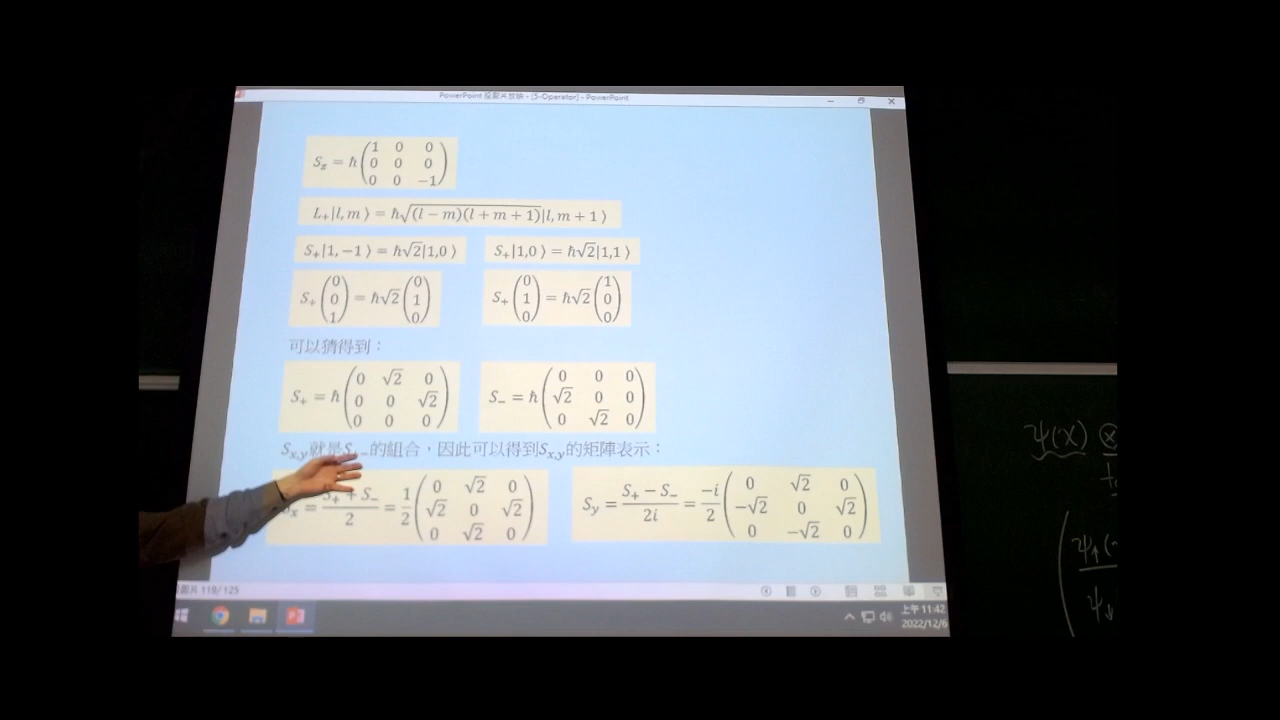 PowerPoint 投影片放映 - [5-Operator] - PowerPoint
S_z = ℏ (1 0 0; 0 0 0; 0 0 −1)
L_+|l, m⟩ = ℏ√((l − m)(l + m + 1))|l, m + 1⟩
S_+|1, −1⟩ = ℏ√2|1,0⟩ S_+|1,0⟩ = ℏ√2|1,1⟩
S_+ (0; 0; 1) = ℏ√2 (0; 1; 0) S_+ (0; 1; 0) = ℏ√2 (1; 0; 0)
可以猜得到：
S_+ = ℏ (0 √2 0; 0 0 √2; 0 0 0) S_− = ℏ (0 0 0; √2 0 0; 0 √2 0)
S_{x,y}就是S_−的組合，因此可以得到S_{x,y}的矩陣表示：
S_x = (S_+ + S_−)/2 = 1/2 (0 √2 0; √2 0 √2; 0 √2 0) S_y = (S_+ − S_−)/2i = −i/2 (0 √2 0; −√2 0 √2; 0 −√2 0)
影片 119/125
上午 11:42
2022/12/6
ψ(x) ⊗
ψ↑(
ψ↓